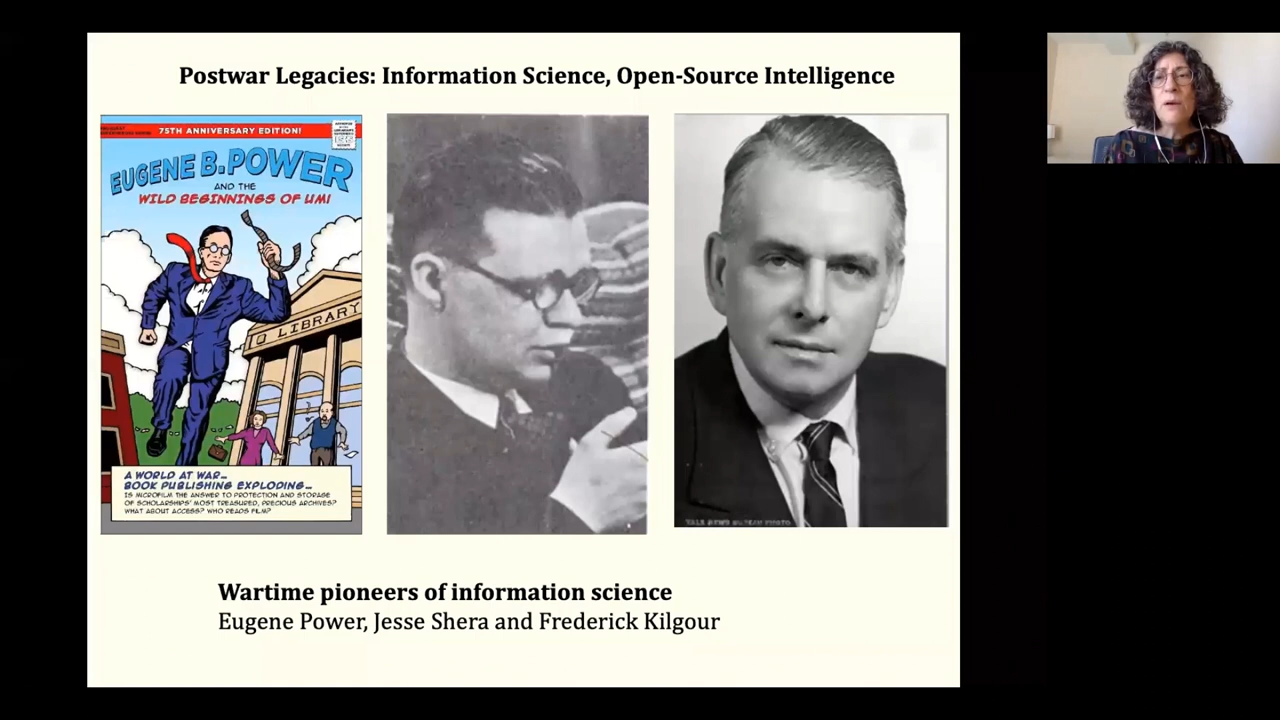 Postwar Legacies: Information Science, Open-Source Intelligence
75TH ANNIVERSARY EDITION!
EUGENE B. POWER
AND THE
WILD BEGINNINGS OF UMI
LIBRARY
A WORLD AT WAR...
BOOK PUBLISHING EXPLODING...
IS MICROFILM THE ANSWER TO PROTECTION AND STORAGE
OF SCHOLARSHIPS' MOST TREASURED, PRECIOUS ARCHIVES?
WHAT ABOUT ACCESS? WHO READS FILM?
YALE NEWS BUREAU PHOTO
Wartime pioneers of information science
Eugene Power, Jesse Shera and Frederick Kilgour